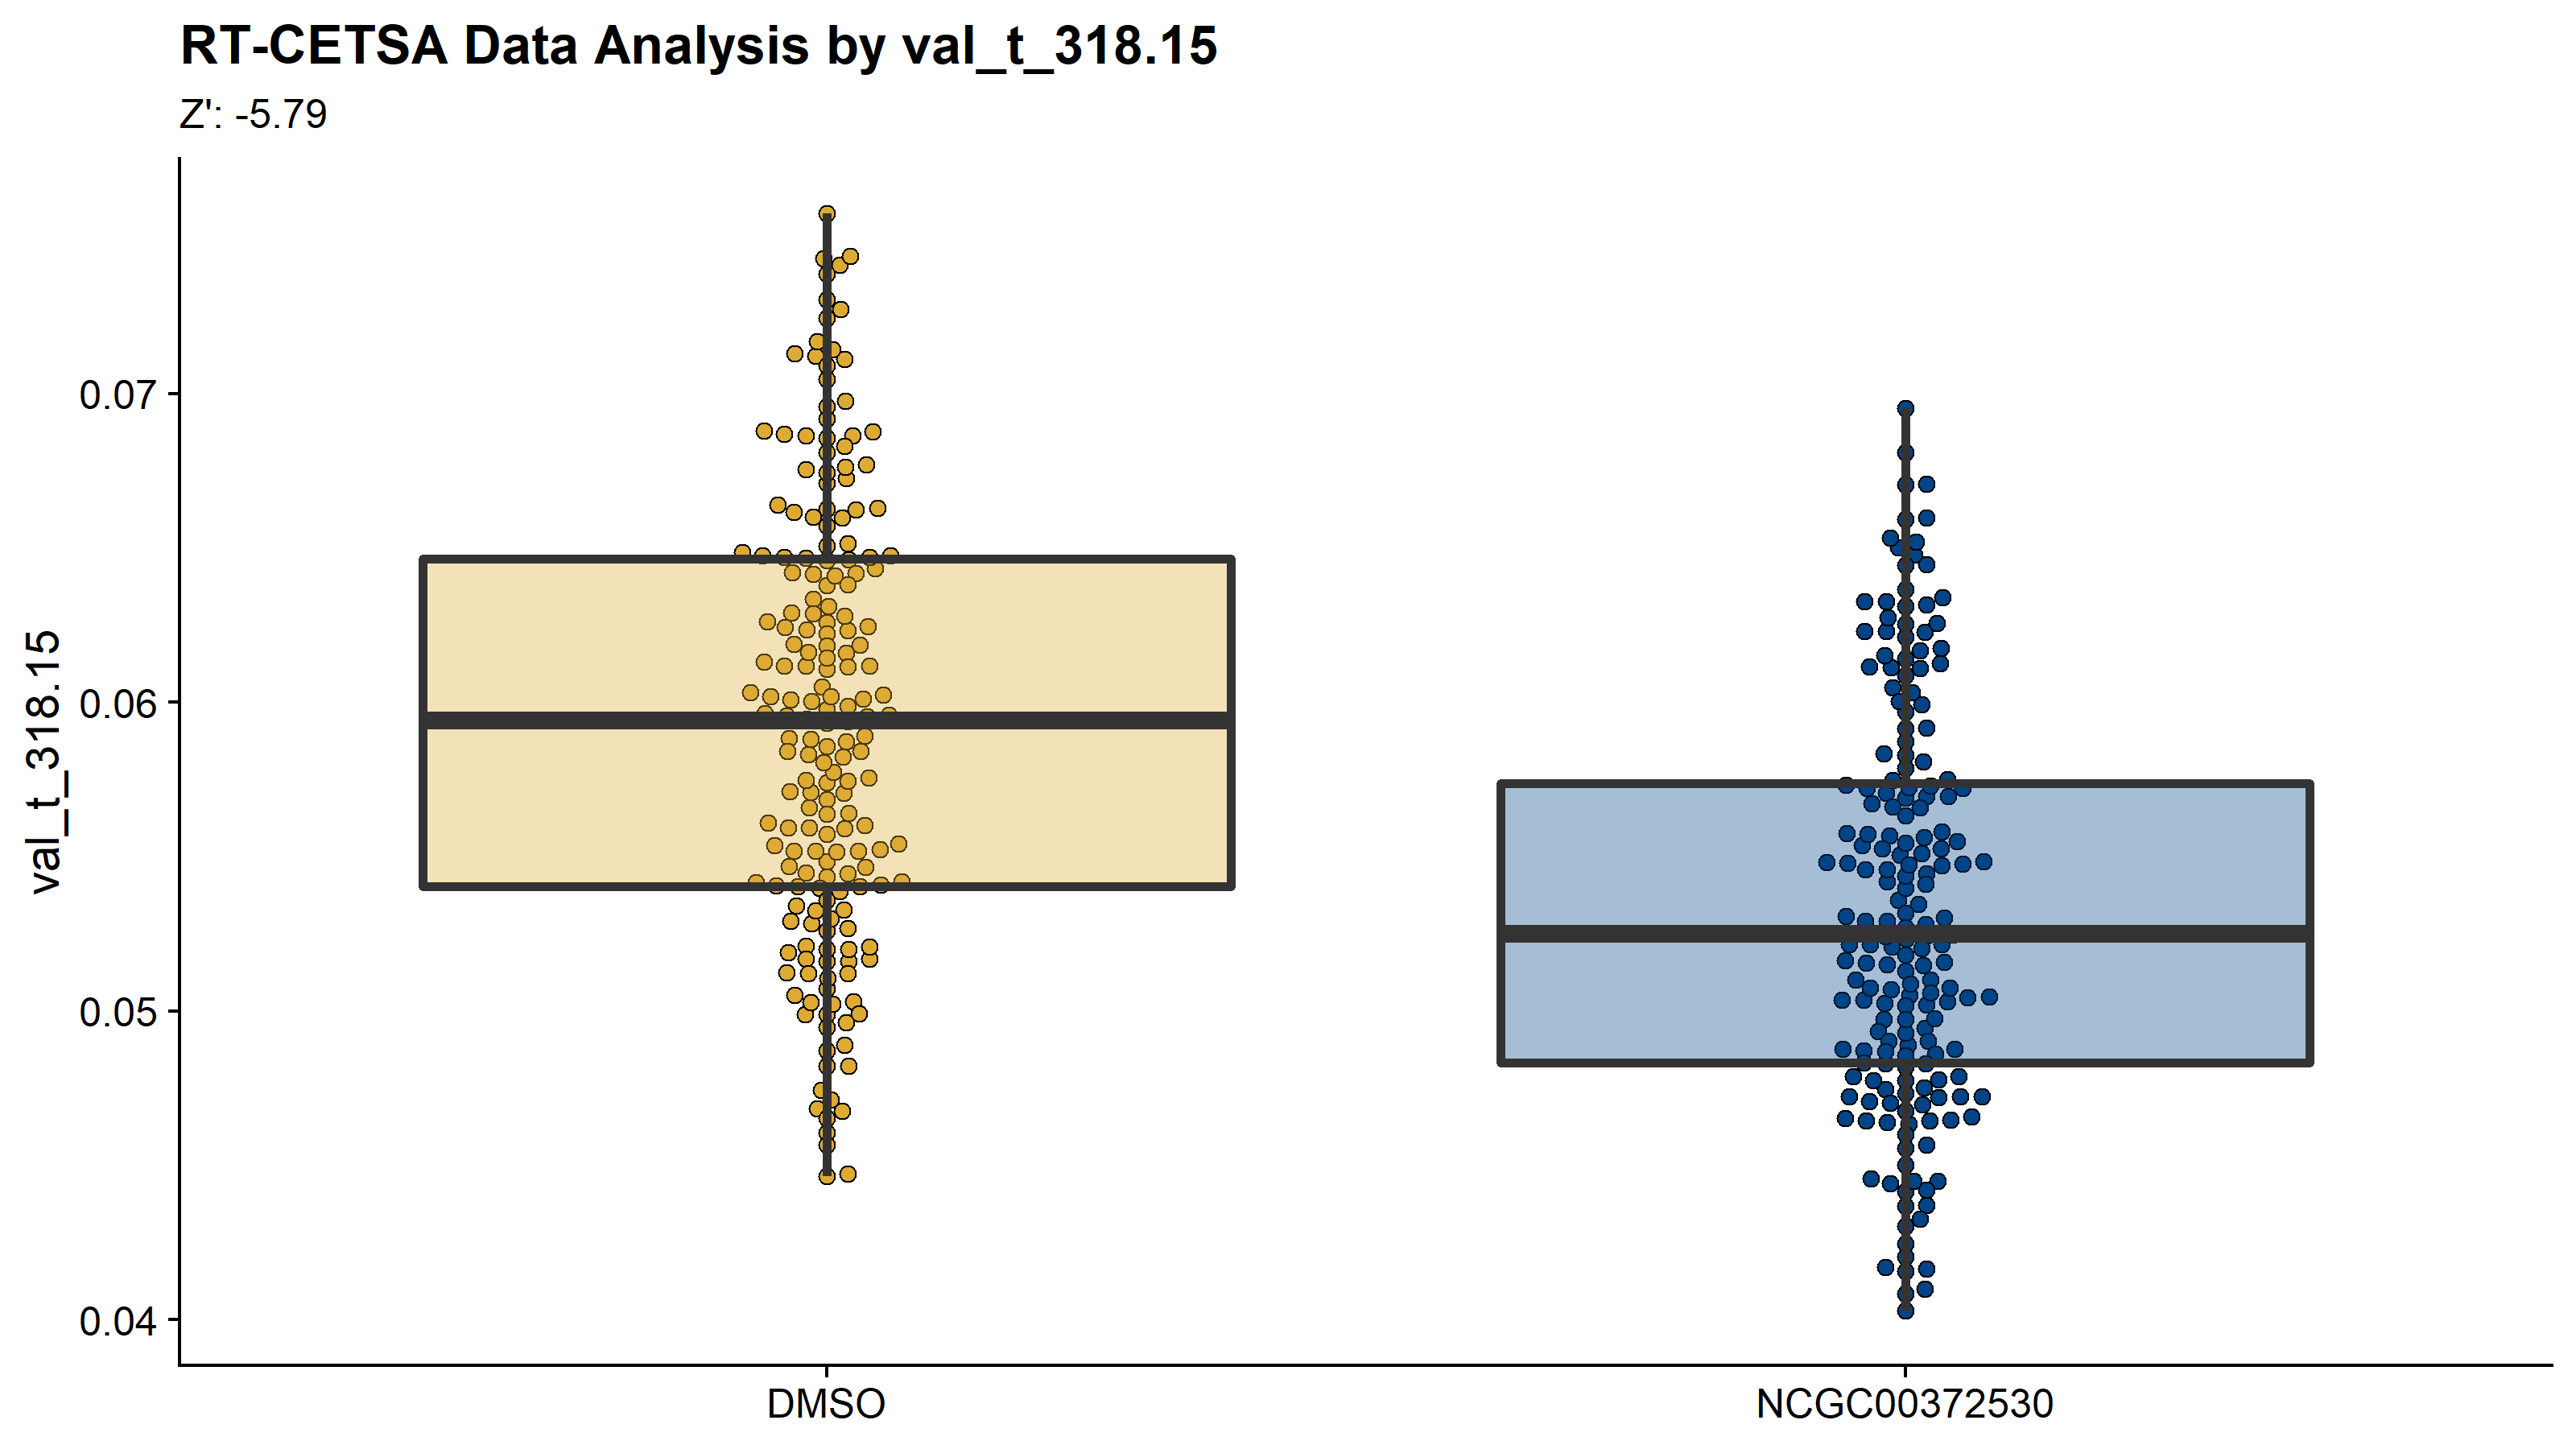 RT-CETSA Data Analysis by val_t_318.15
Z': -5.79
val_t_318.15
0.07
0.06
0.05
0.04
DMSO
NCGC00372530